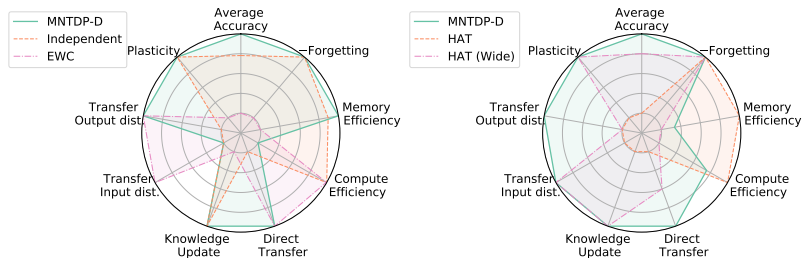 MNTDP-D
Independent
EWC
Average
Accuracy
−Forgetting
Memory
Efficiency
Compute
Efficiency
Direct
Transfer
Knowledge
Update
Transfer
Input dist.
Transfer
Output dist.
Plasticity
MNTDP-D
HAT
HAT (Wide)
Average
Accuracy
−Forgetting
Memory
Efficiency
Compute
Efficiency
Direct
Transfer
Knowledge
Update
Transfer
Input dist.
Transfer
Output dist.
Plasticity